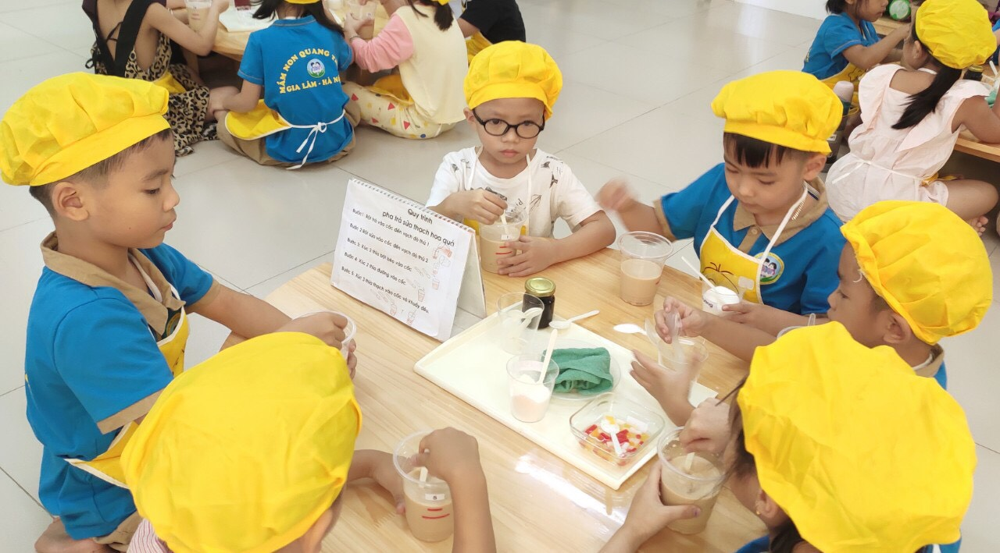 MẦM NON QUANG T
GIA LÂM - HÀ N
Quy trình
pha trà sữa thạch hoa quả
Bước 1: Rót trà vào cốc đến vạch đỏ thứ 1
Bước 2: Rót sữa vào cốc đến vạch đỏ thứ 2.
Bước 3: Xúc 3 thìa bột béo vào cốc.
Bước 4: Xúc 2 thìa đường vào cốc
Bước 5: Xúc 3 thìa thạch vào cốc và khuấy đều.
5